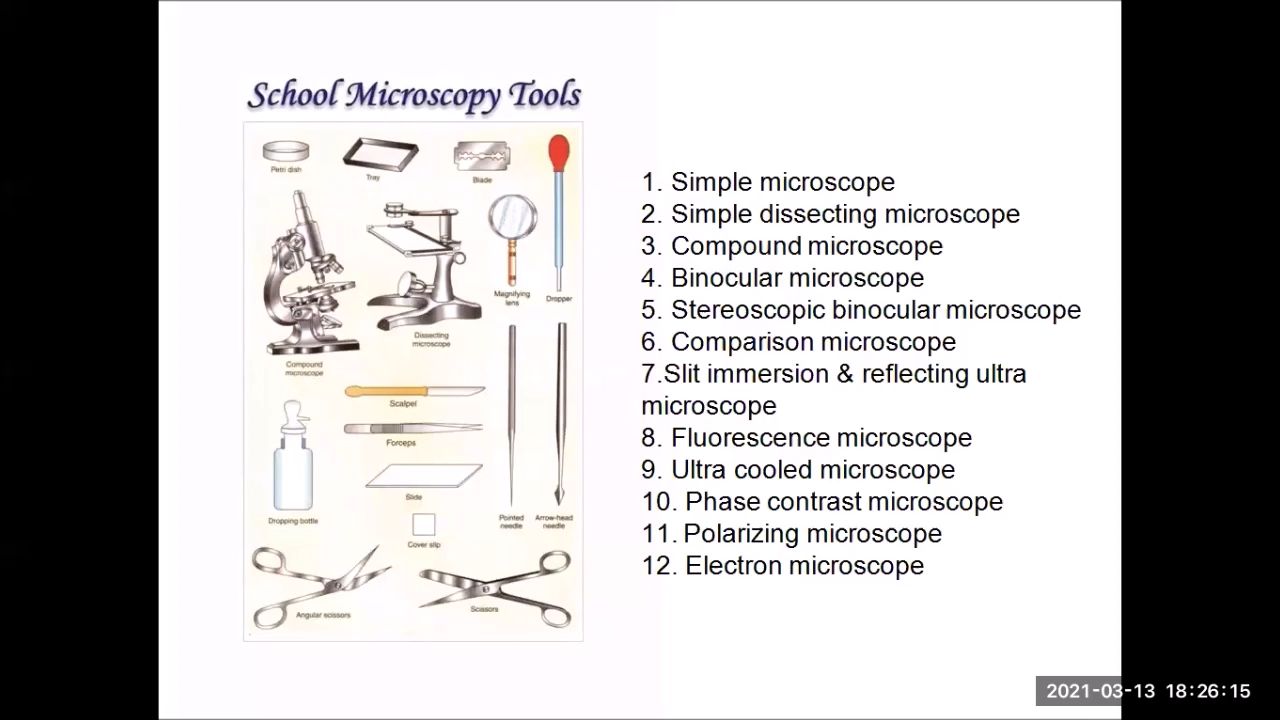 School Microscopy Tools
Petri dish
Tray
Blade
Magnifying
lens
Dropper
Dissecting
microscope
Compound
microscope
Scalpel
Forceps
Slide
Dropping bottle
Pointed
needle
Arrow-head
needle
Cover slip
Angular scissors
Scissors
1. Simple microscope
2. Simple dissecting microscope
3. Compound microscope
4. Binocular microscope
5. Stereoscopic binocular microscope
6. Comparison microscope
7.Slit immersion & reflecting ultra
microscope
8. Fluorescence microscope
9. Ultra cooled microscope
10. Phase contrast microscope
11. Polarizing microscope
12. Electron microscope
2021-03-13 18:26:15